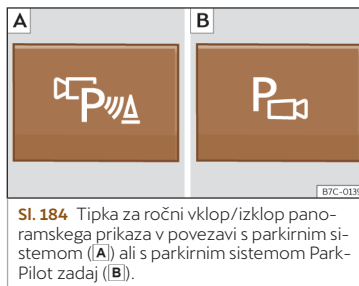 A
B
P
P
B7C-0139
Sl. 184 Tipka za ročni vklop/izklop pano-
ramskega prikaza v povezavi s parkirnim si-
stemom (A) ali s parkirnim sistemom Park-
Pilot zadaj (B).